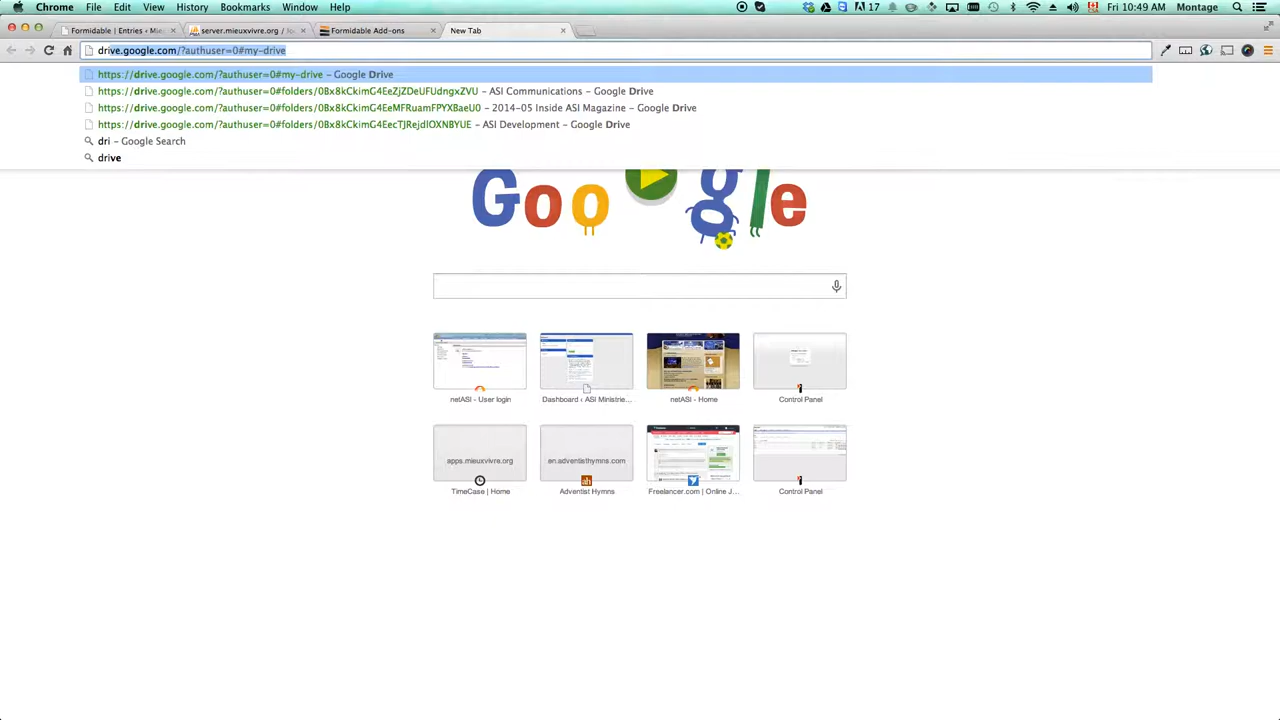 Chrome File Edit View History Bookmarks Window Help 17 Fri 10:49 AM Montage
Formidable | Entries ‹ Mie server.mieuxvivre.org / lo Formidable Add-ons New Tab
drive.google.com/?authuser=0#my-drive
https://drive.google.com/?authuser=0#my-drive – Google Drive
https://drive.google.com/?authuser=0#folders/0Bx8kCkimG4EeZjZDeUFUdngxZVU – ASI Communications – Google Drive
https://drive.google.com/?authuser=0#folders/0Bx8kCkimG4EeMFRuamFPYXBaeU0 – 2014-05 Inside ASI Magazine – Google Drive
https://drive.google.com/?authuser=0#folders/0Bx8kCkimG4EecTJRejdlOXNBYUE – ASI Development – Google Drive
dri – Google Search
drive
Google
netASI - User login Dashboard ‹ ASI Ministrie... netASI - Home Control Panel
apps.mieuxvivre.org en.adventisthymns.com
TimeCase | Home Adventist Hymns Freelancer.com | Online J... Control Panel